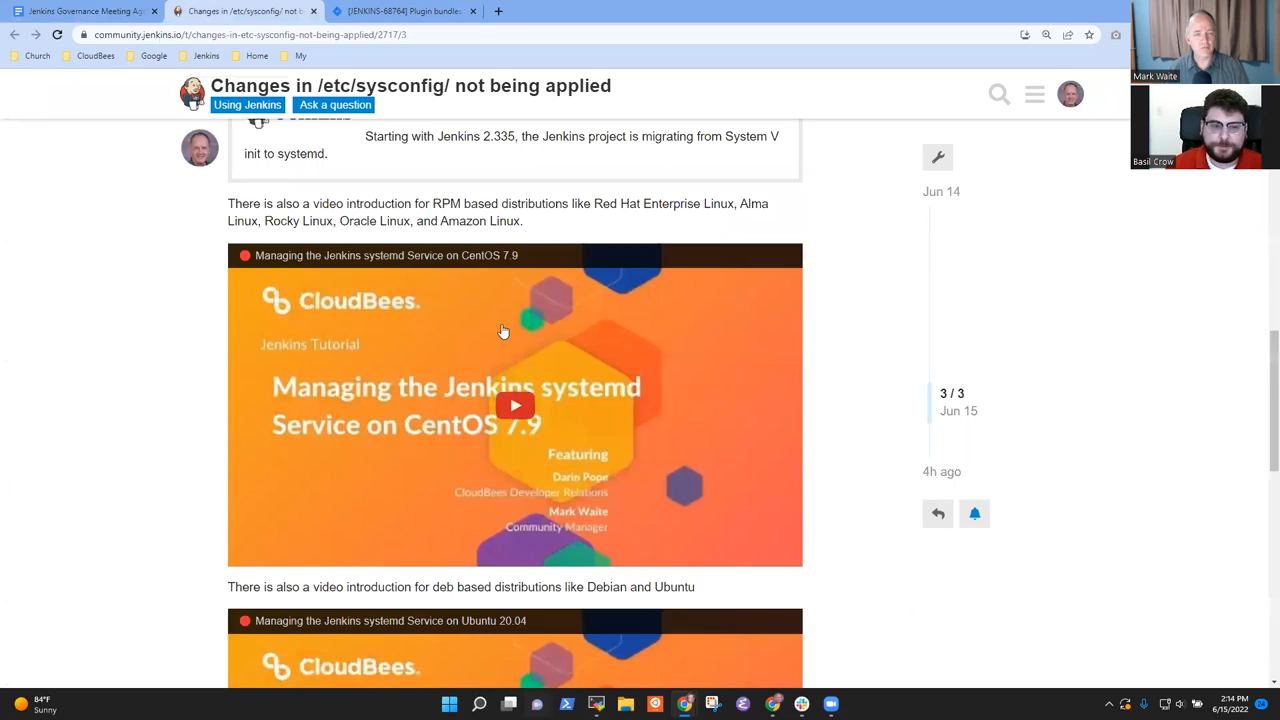 Jenkins Governance Meeting Ag
Changes in /etc/sysconfig/ not b
[JENKINS-68764] Plugin bundles
community.jenkins.io/t/changes-in-etc-sysconfig-not-being-applied/2717/3
Church
CloudBees
Google
Jenkins
Home
My
Mark Waite
Basil Crow
Changes in /etc/sysconfig/ not being applied
Using Jenkins
Ask a question
Starting with Jenkins 2.335, the Jenkins project is migrating from System V
init to systemd.
There is also a video introduction for RPM based distributions like Red Hat Enterprise Linux, Alma
Linux, Rocky Linux, Oracle Linux, and Amazon Linux.
Managing the Jenkins systemd Service on CentOS 7.9
CloudBees.
Jenkins Tutorial
Managing the Jenkins systemd
Service on CentOS 7.9
Featuring
Darin Pope
CloudBees Developer Relations
Mark Waite
Community Manager
There is also a video introduction for deb based distributions like Debian and Ubuntu
Managing the Jenkins systemd Service on Ubuntu 20.04
CloudBees.
Jun 14
3 / 3
Jun 15
4h ago
84°F
Sunny
2:14 PM
6/15/2022
24